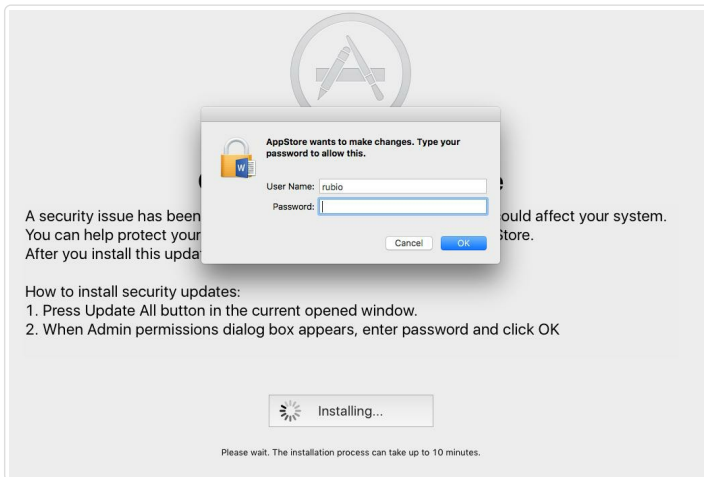 AppStore wants to make changes. Type your
password to allow this.
User Name: rubio
Password:
Cancel OK
A security issue has been ould affect your system.
You can help protect your Store.
After you install this upda
How to install security updates:
1. Press Update All button in the current opened window.
2. When Admin permissions dialog box appears, enter password and click OK
Installing...
Please wait. The installation process can take up to 10 minutes.